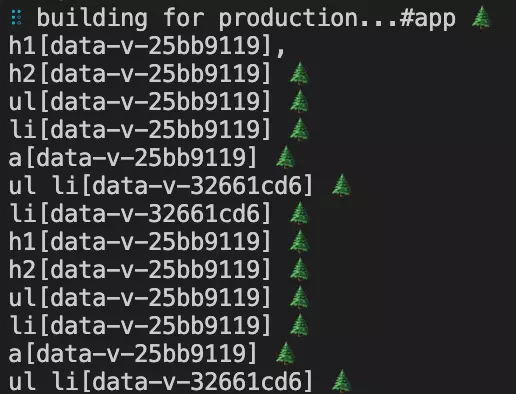 ⠿ building for production...#app 🌲
h1[data-v-25bb9119],
h2[data-v-25bb9119] 🌲
ul[data-v-25bb9119] 🌲
li[data-v-25bb9119] 🌲
a[data-v-25bb9119] 🌲
ul li[data-v-32661cd6] 🌲
li[data-v-32661cd6] 🌲
h1[data-v-25bb9119] 🌲
h2[data-v-25bb9119] 🌲
ul[data-v-25bb9119] 🌲
li[data-v-25bb9119] 🌲
a[data-v-25bb9119] 🌲
ul li[data-v-32661cd6] 🌲